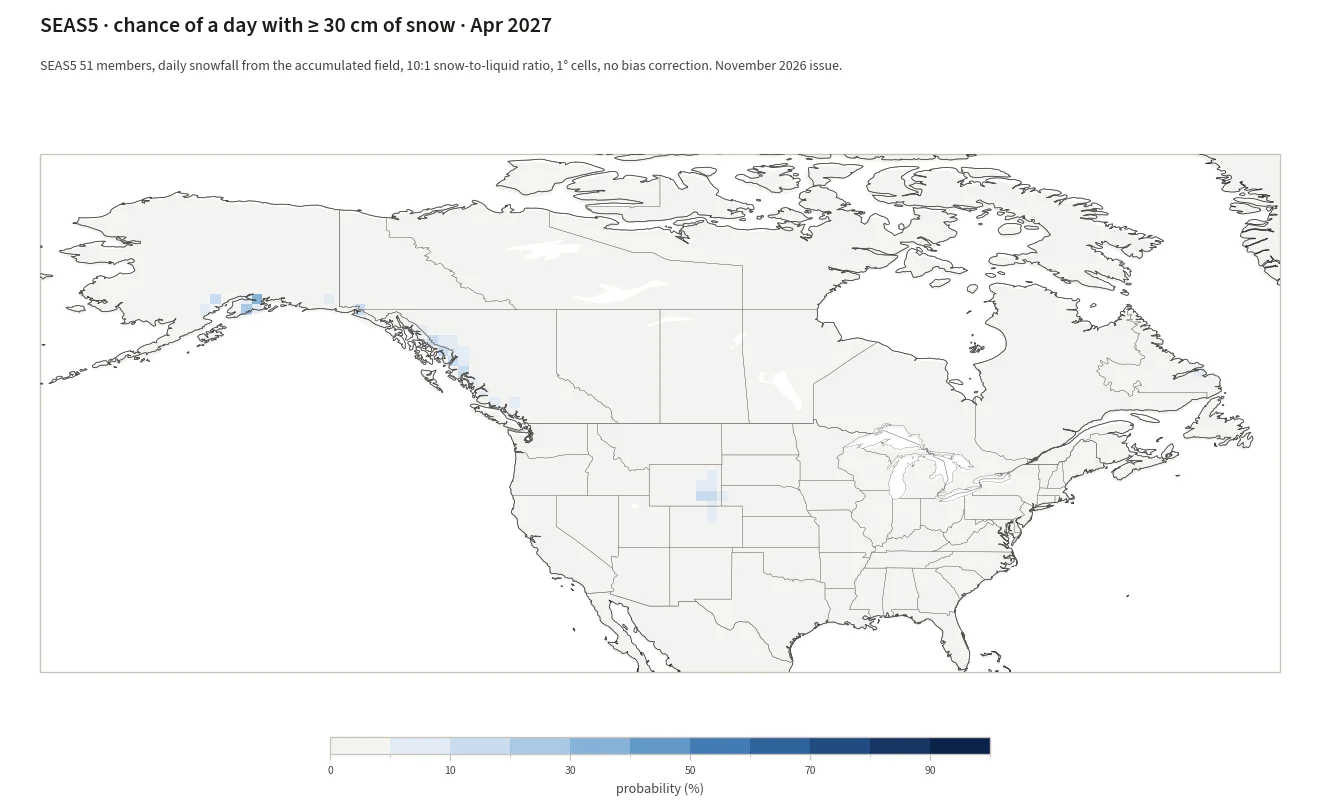 SEAS5 · chance of a day with ≥ 30 cm of snow · Apr 2027
SEAS5 51 members, daily snowfall from the accumulated field, 10:1 snow-to-liquid ratio, 1° cells, no bias correction. November 2026 issue.
0 10 30 50 70 90
probability (%)